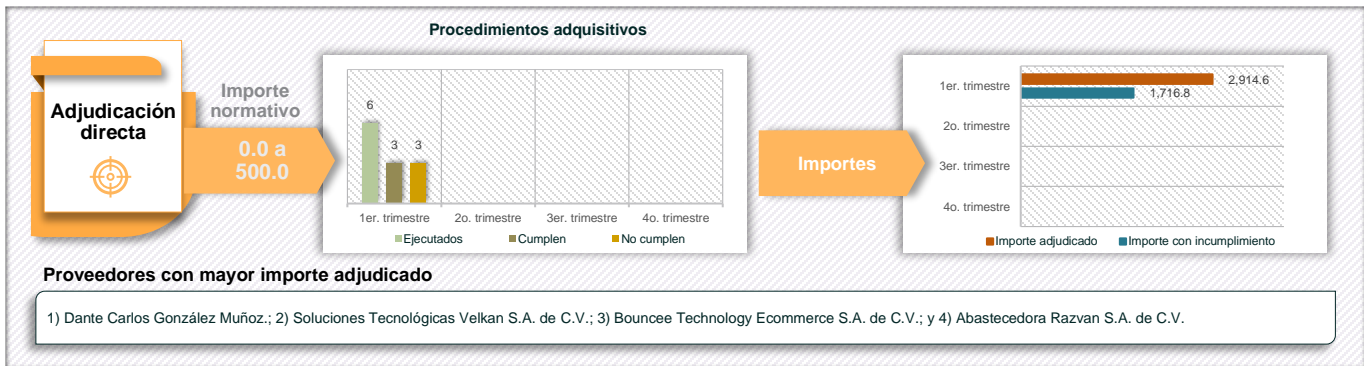 Procedimientos adquisitivos
Adjudicación
directa
Importe
normativo
0.0 a
500.0
6
3
3
1er. trimestre
2o. trimestre
3er. trimestre
4o. trimestre
Ejecutados
Cumplen
No cumplen
Importes
1er. trimestre
2,914.6
1,716.8
2o. trimestre
3er. trimestre
4o. trimestre
Importe adjudicado
Importe con incumplimiento
Proveedores con mayor importe adjudicado
1) Dante Carlos González Muñoz.; 2) Soluciones Tecnológicas Velkan S.A. de C.V.; 3) Bouncee Technology Ecommerce S.A. de C.V.; y 4) Abastecedora Razvan S.A. de C.V.